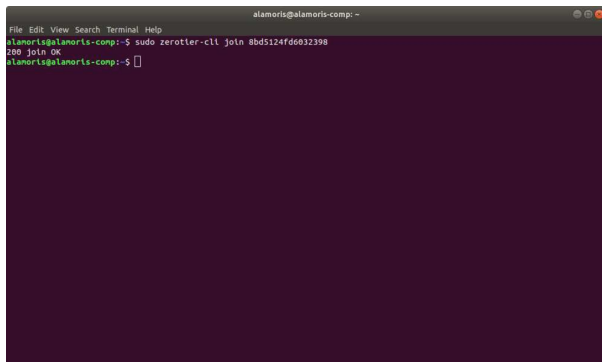 alamoris@alamoris-comp: ~
File Edit View Search Terminal Help
alamoris@alamoris-comp:~$ sudo zerotier-cli join 8bd5124fd6032398
200 join OK
alamoris@alamoris-comp:~$